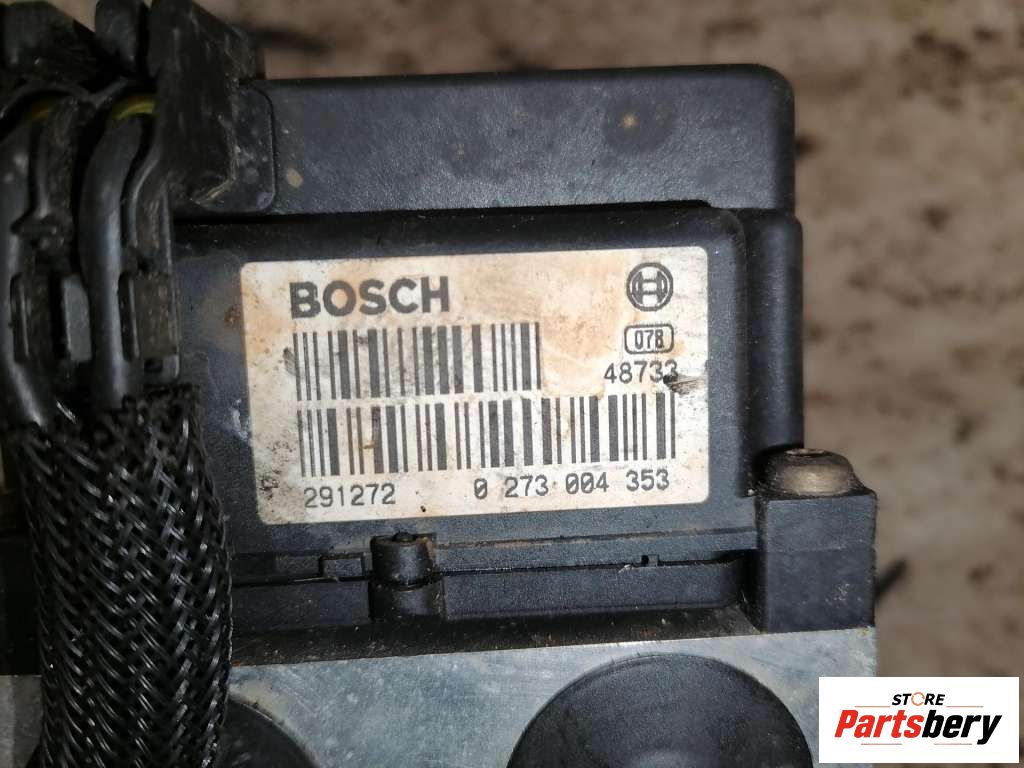 BOSCH
078
48733
291272 0 273 004 353
STORE
Partsbery